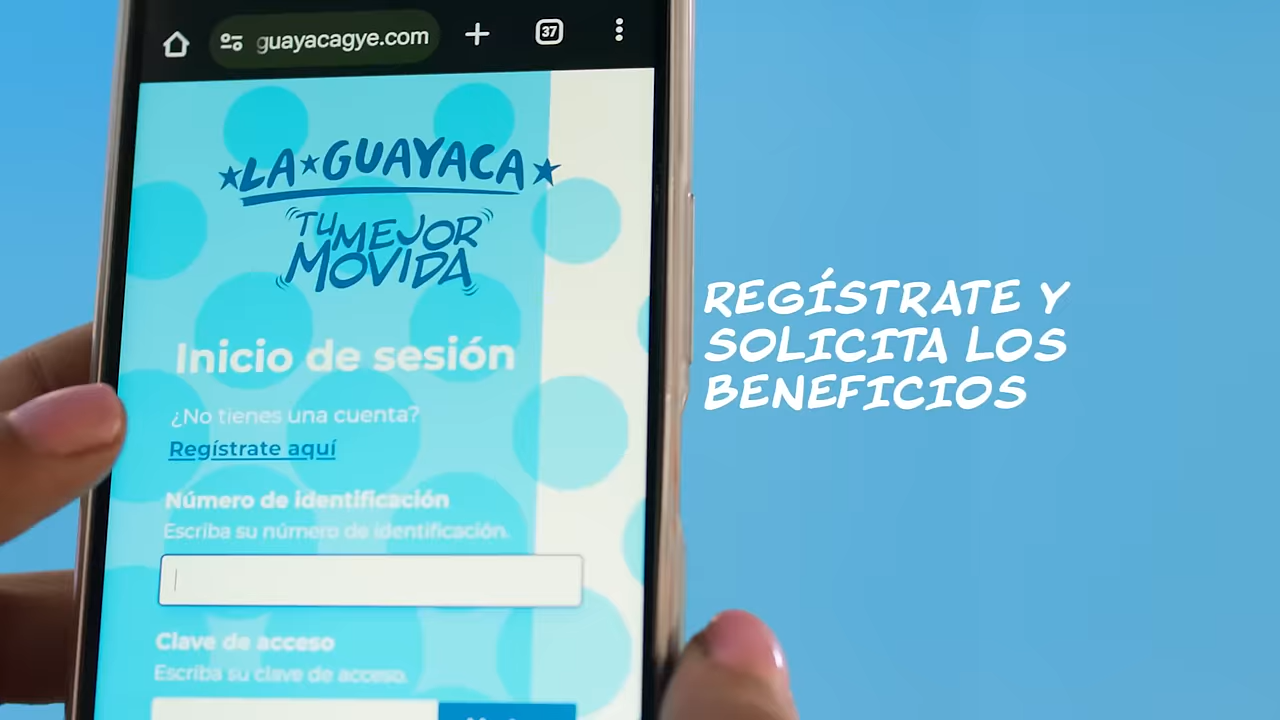 guayacagye.com
37
LA GUAYACA
TU MEJOR
MOVIDA
Inicio de sesión
¿No tienes una cuenta?
Regístrate aquí
Número de identificación
Escriba su número de identificación.
Clave de acceso
Escriba su clave de acceso.
REGÍSTRATE Y
SOLICITA LOS
BENEFICIOS